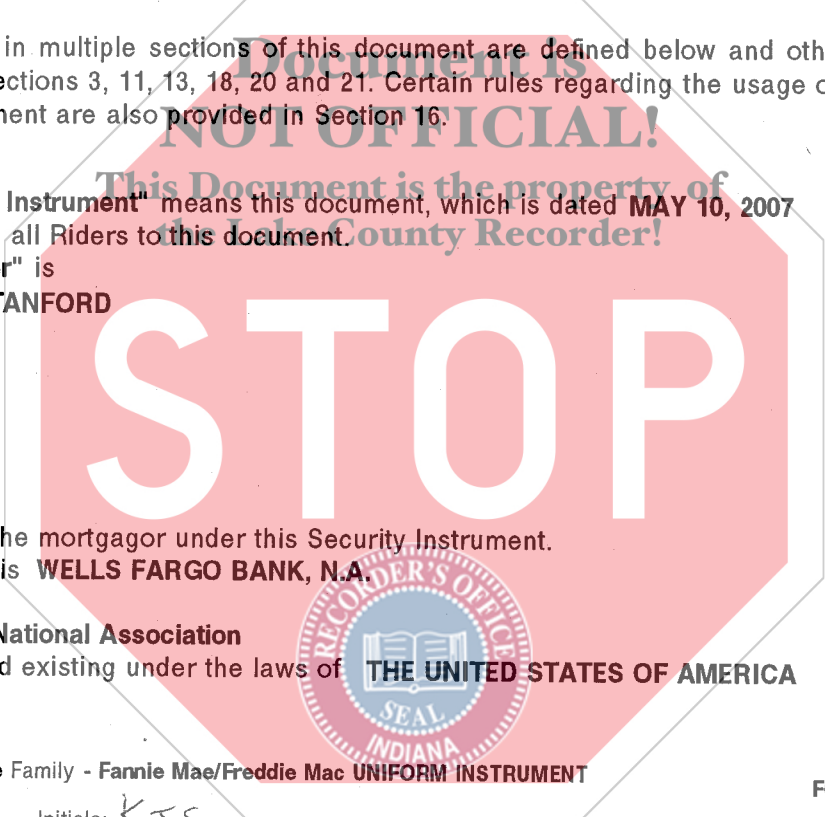 in multiple sections of this document are defined below and oth
ections 3, 11, 13, 18, 20 and 21. Certain rules regarding the usage o
ment are also provided in Section 16.
Document is
NOT OFFICIAL!
This Document is the property of
the Lake County Recorder!
Instrument" means this document, which is dated MAY 10, 2007
all Riders to this document.
r" is
TANFORD
STOP
he mortgagor under this Security Instrument.
is WELLS FARGO BANK, N.A.
National Association
d existing under the laws of THE UNITED STATES OF AMERICA
RECORDER'S OFFICE
SEAL
INDIANA
e Family - Fannie Mae/Freddie Mac UNIFORM INSTRUMENT
Initials: KJS